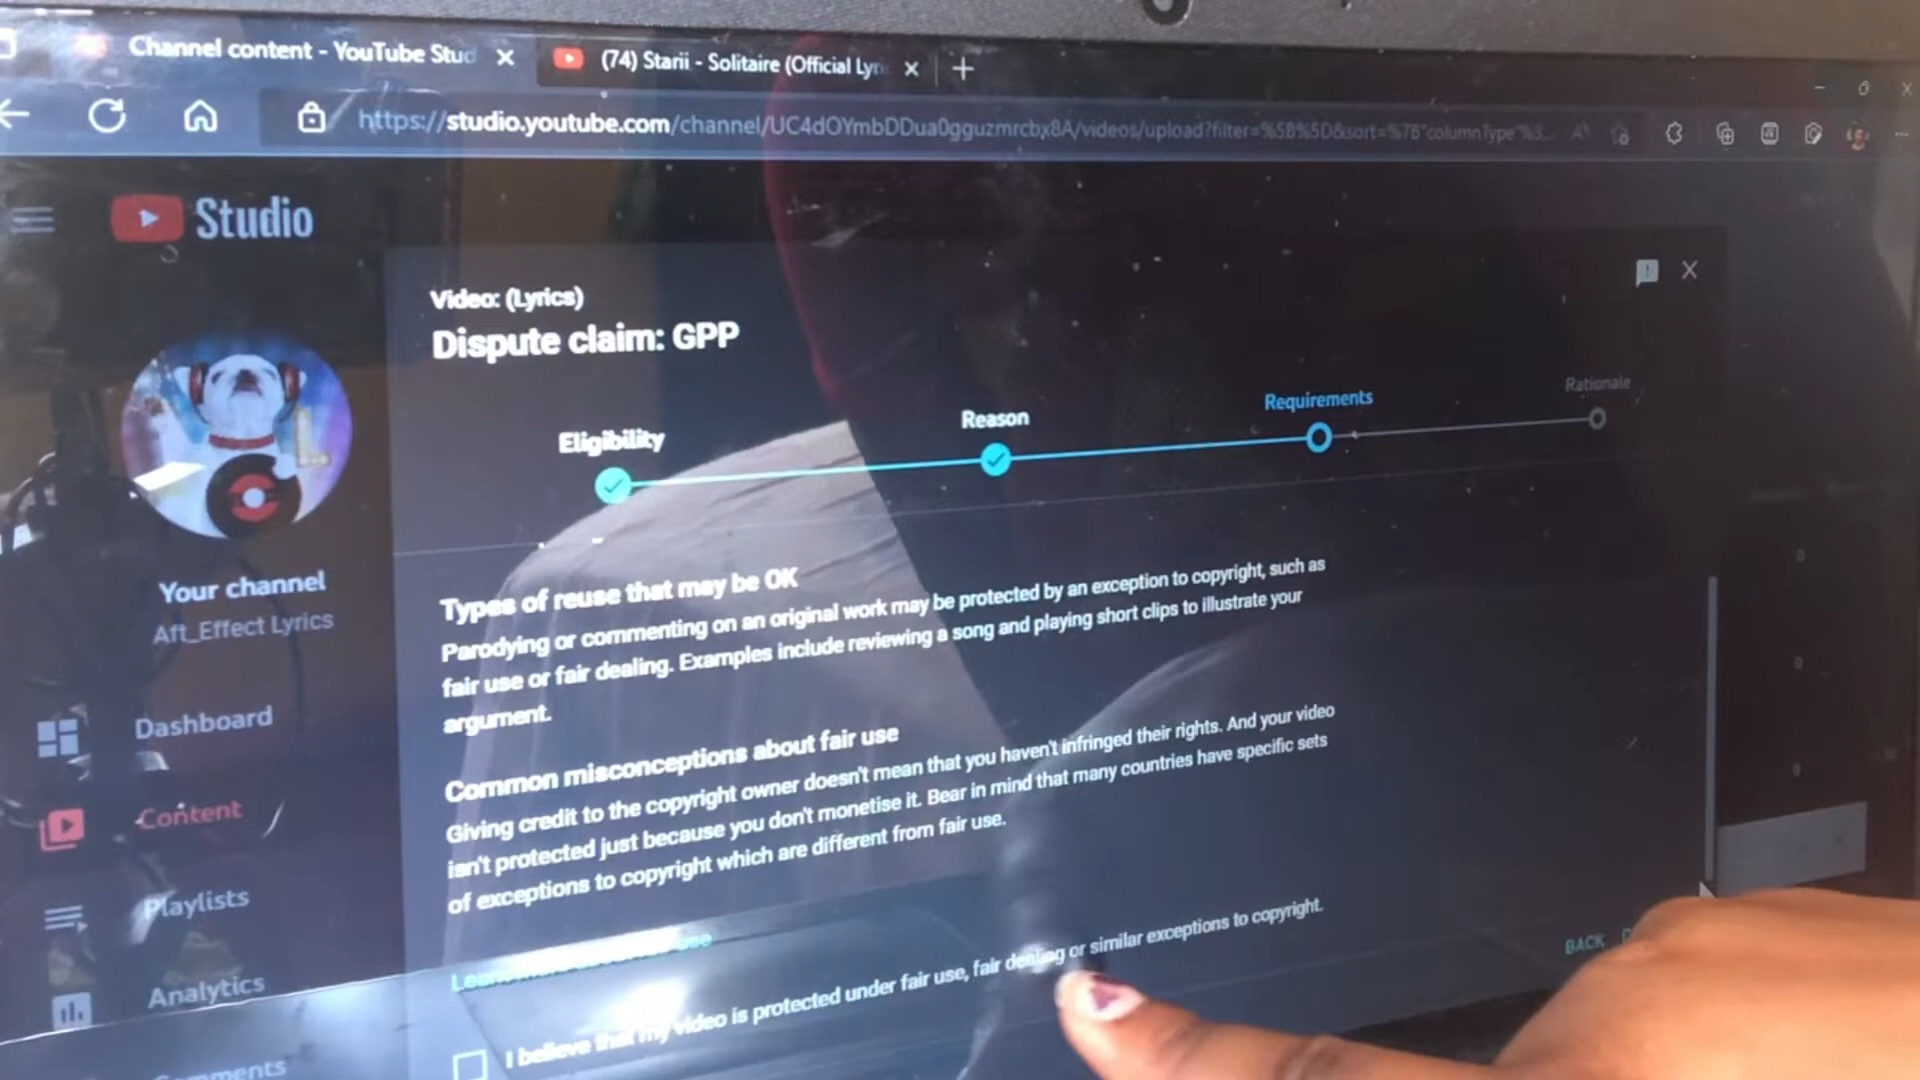 Channel content - YouTube Stud
(74) Starii - Solitaire (Official Lyri
https://studio.youtube.com/channel/UC4dOYmbDDua0gguzmrcbx8A/videos/upload?filter=%5B%5D&sort=%7B"columnType"%3...
Studio
Video: (Lyrics)
Dispute claim: GPP
Eligibility
Reason
Requirements
Rationale
Your channel
Aft_Effect Lyrics
Dashboard
Content
Playlists
Analytics
Comments
Types of reuse that may be OK
Parodying or commenting on an original work may be protected by an exception to copyright, such as
fair use or fair dealing. Examples include reviewing a song and playing short clips to illustrate your
argument.
Common misconceptions about fair use
Giving credit to the copyright owner doesn't mean that you haven't infringed their rights. And your video
isn't protected just because you don't monetise it. Bear in mind that many countries have specific sets
of exceptions to copyright which are different from fair use.
I believe that my video is protected under fair use, fair dealing or similar exceptions to copyright.
BACK